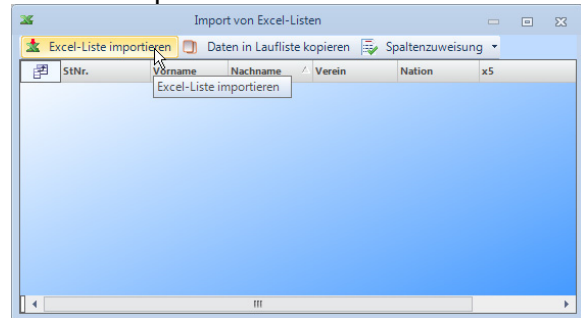 Import von Excel-Listen
Excel-Liste importieren Daten in Laufliste kopieren Spaltenzuweisung
StNr. Vorname Nachname Verein Nation x5
Excel-Liste importieren